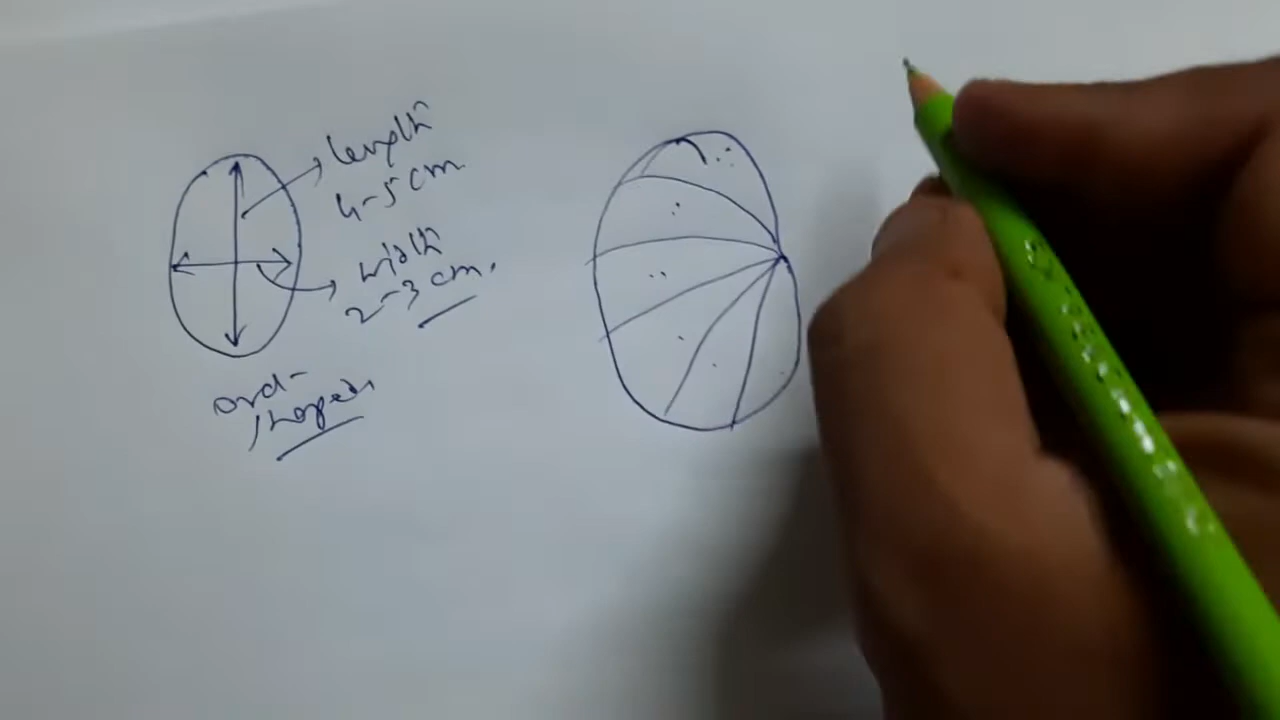 length
4-5 cm
width
2-3 cm.
oval-
shaped